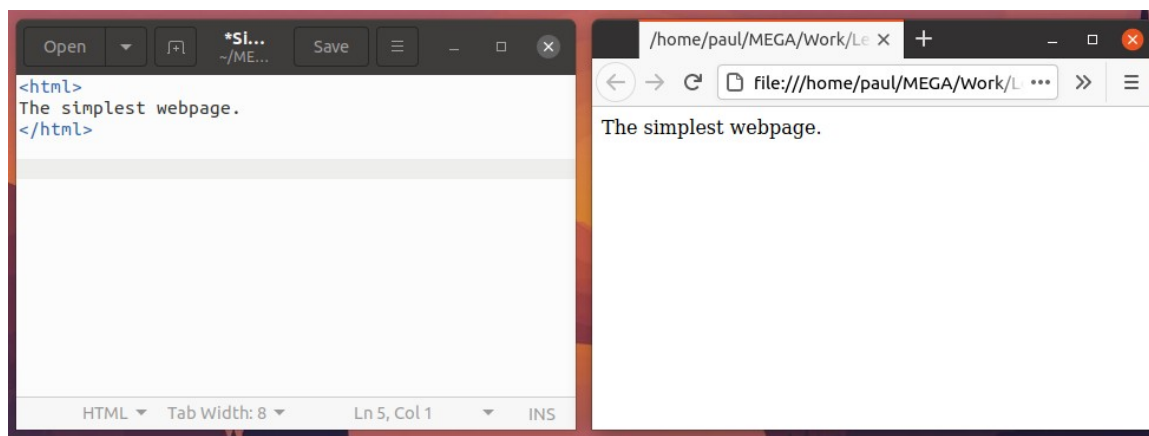 Open
*Si...
~/ME...
Save
<html>
The simplest webpage.
</html>
HTML
Tab Width: 8
Ln 5, Col 1
INS
/home/paul/MEGA/Work/Le
file:///home/paul/MEGA/Work/L
The simplest webpage.